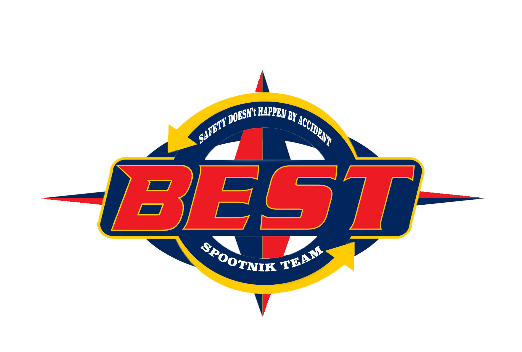 SAFETY DOESN't HAPPEN BY ACCIDENT
BEST
SPOOTNIK TEAM